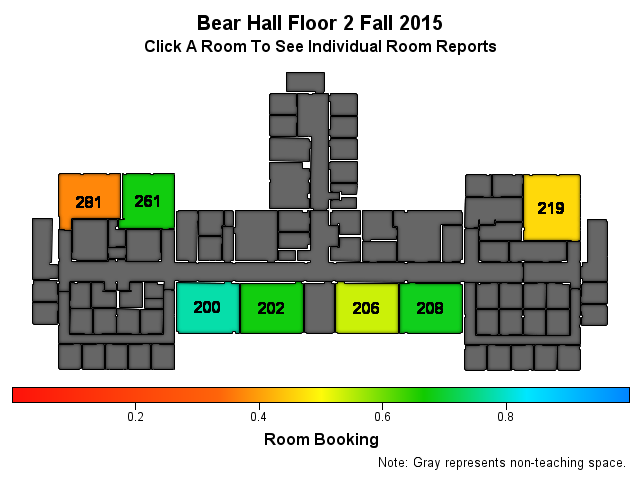 Bear Hall Floor 2 Fall 2015
Click A Room To See Individual Room Reports
281
261
219
200
202
206
208
0.2
0.4
0.6
0.8
Room Booking
Note: Gray represents non-teaching space.